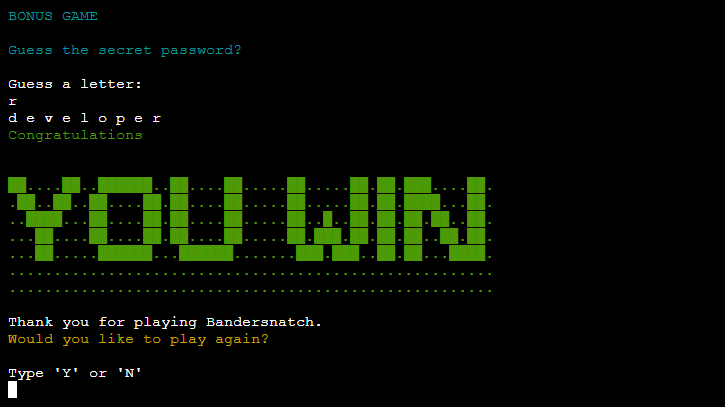 BONUS GAME
Guess the secret password?
Guess a letter:
r
d e v e l o p e r
Congratulations
YOU WIN
Thank you for playing Bandersnatch.
Would you like to play again?
Type 'Y' or 'N'